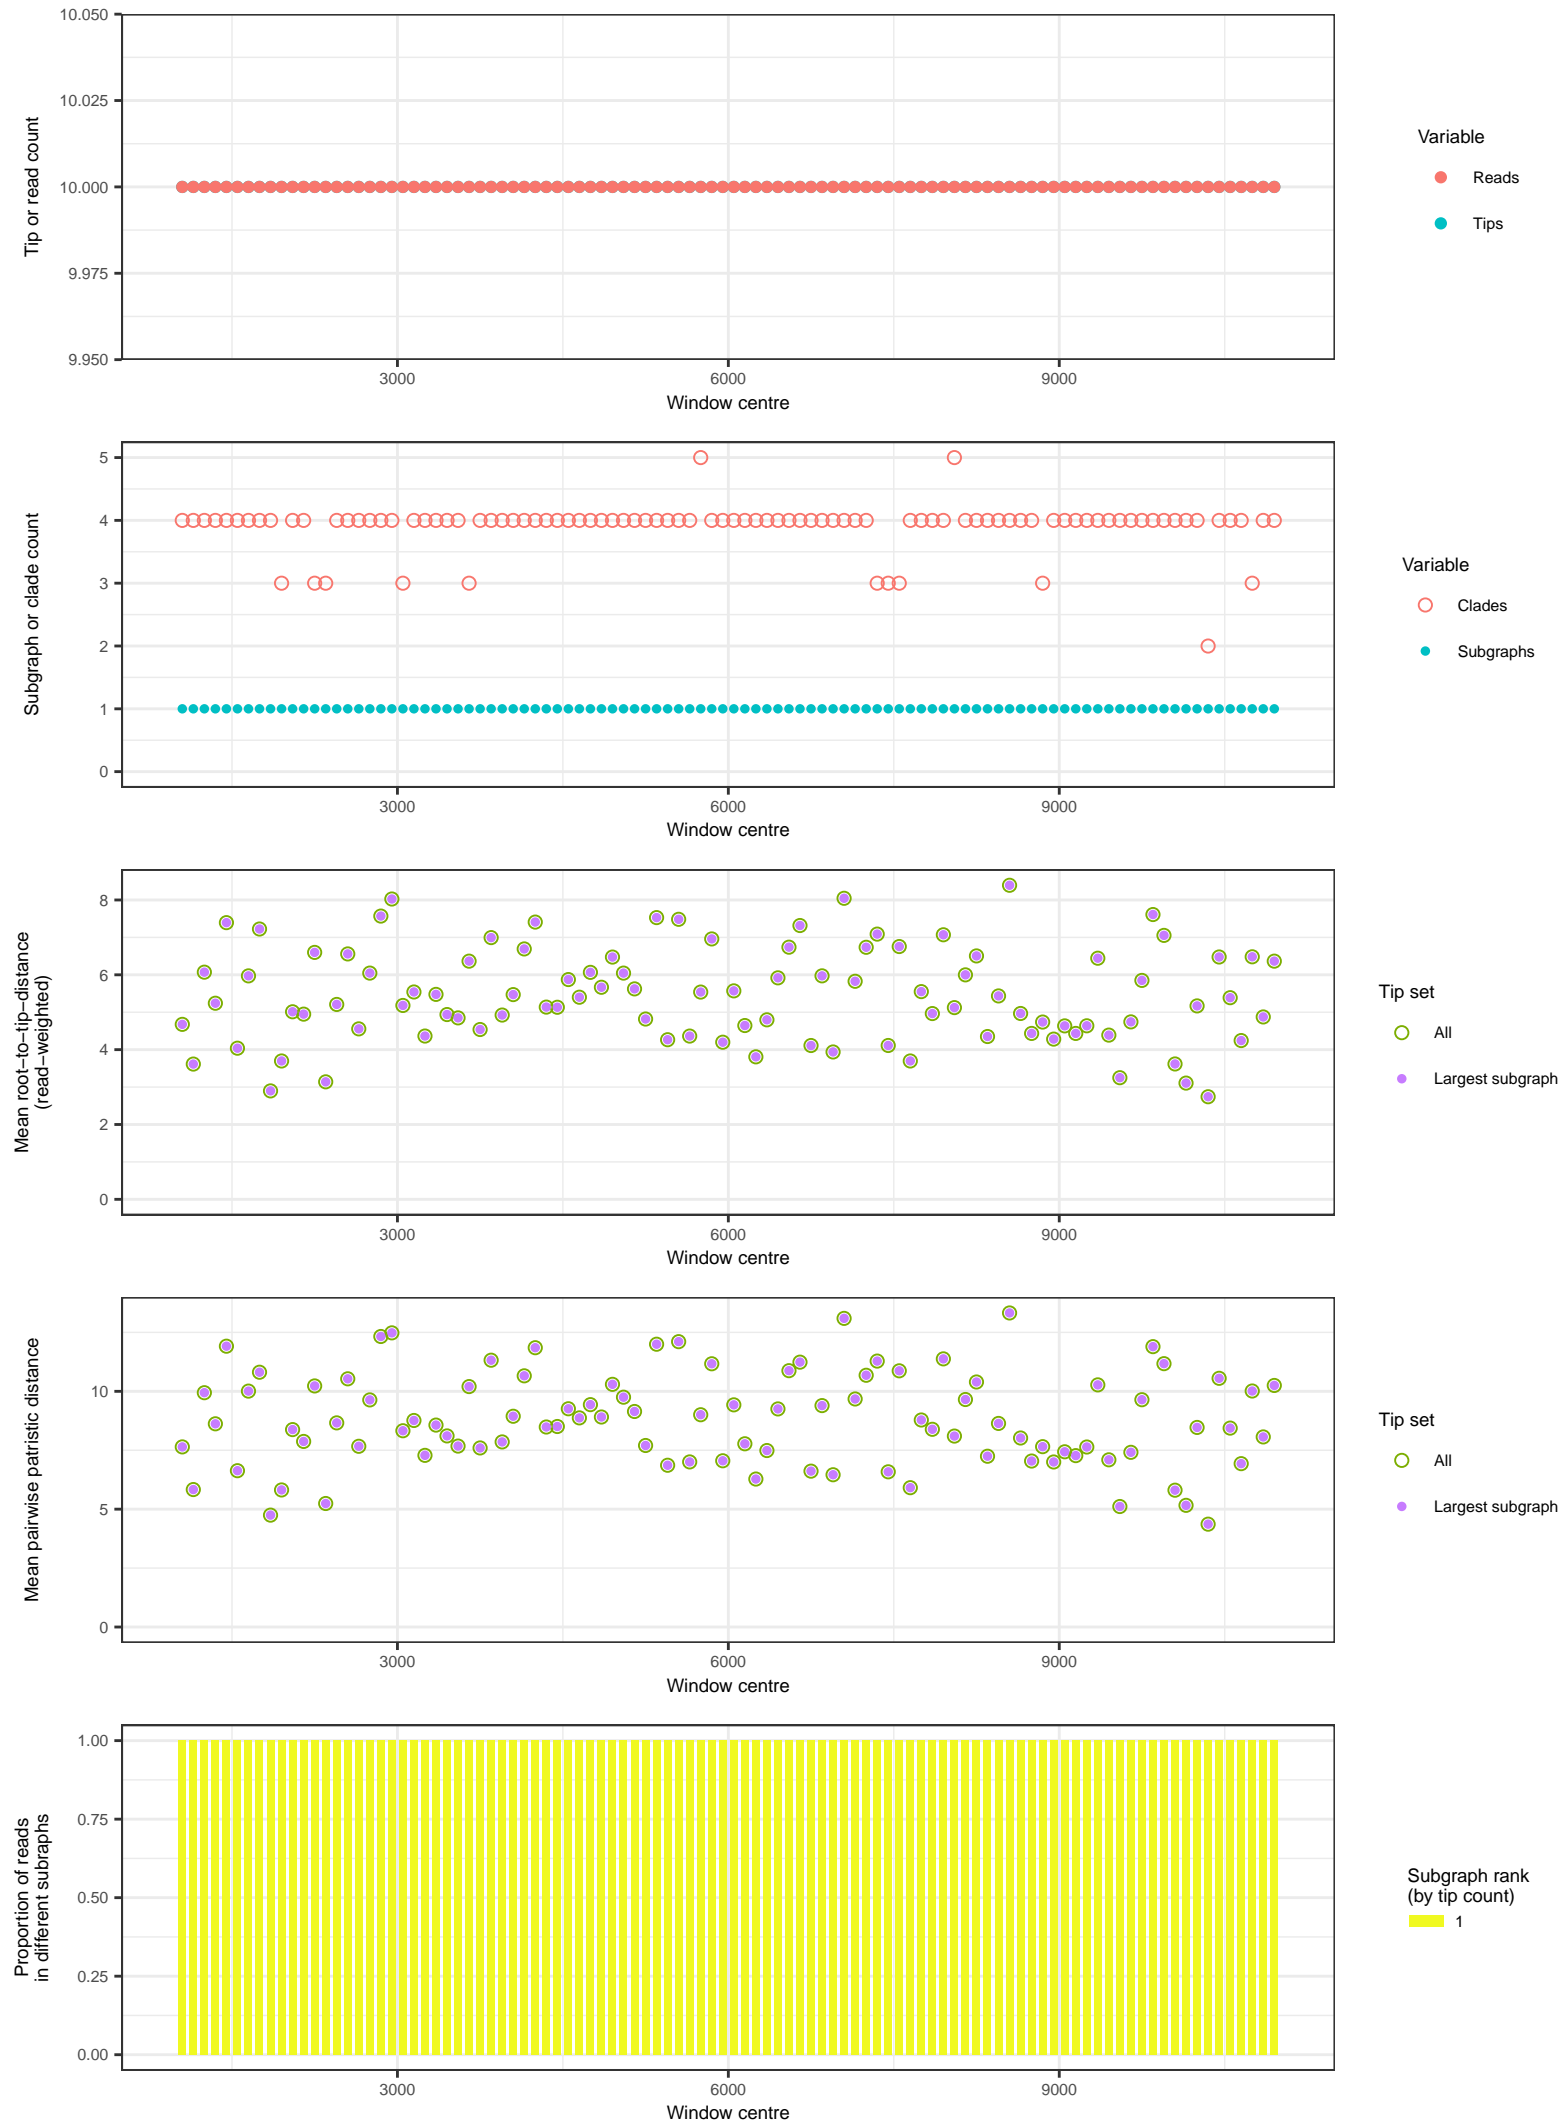 10.050
10.025
10.000
9.975
9.950
Tip or read count
3000
6000
9000
Window centre
Variable
Reads
Tips
5
4
3
2
1
0
Subgraph or clade count
3000
6000
9000
Window centre
Variable
Clades
Subgraphs
8
6
4
2
0
Mean root−to−tip−distance
(read−weighted)
3000
6000
9000
Window centre
Tip set
All
Largest subgraph
10
5
0
Mean pairwise patristic distance
3000
6000
9000
Window centre
Tip set
All
Largest subgraph
1.00
0.75
0.50
0.25
0.00
Proportion of reads
in different subraphs
3000
6000
9000
Window centre
Subgraph rank
(by tip count)
1